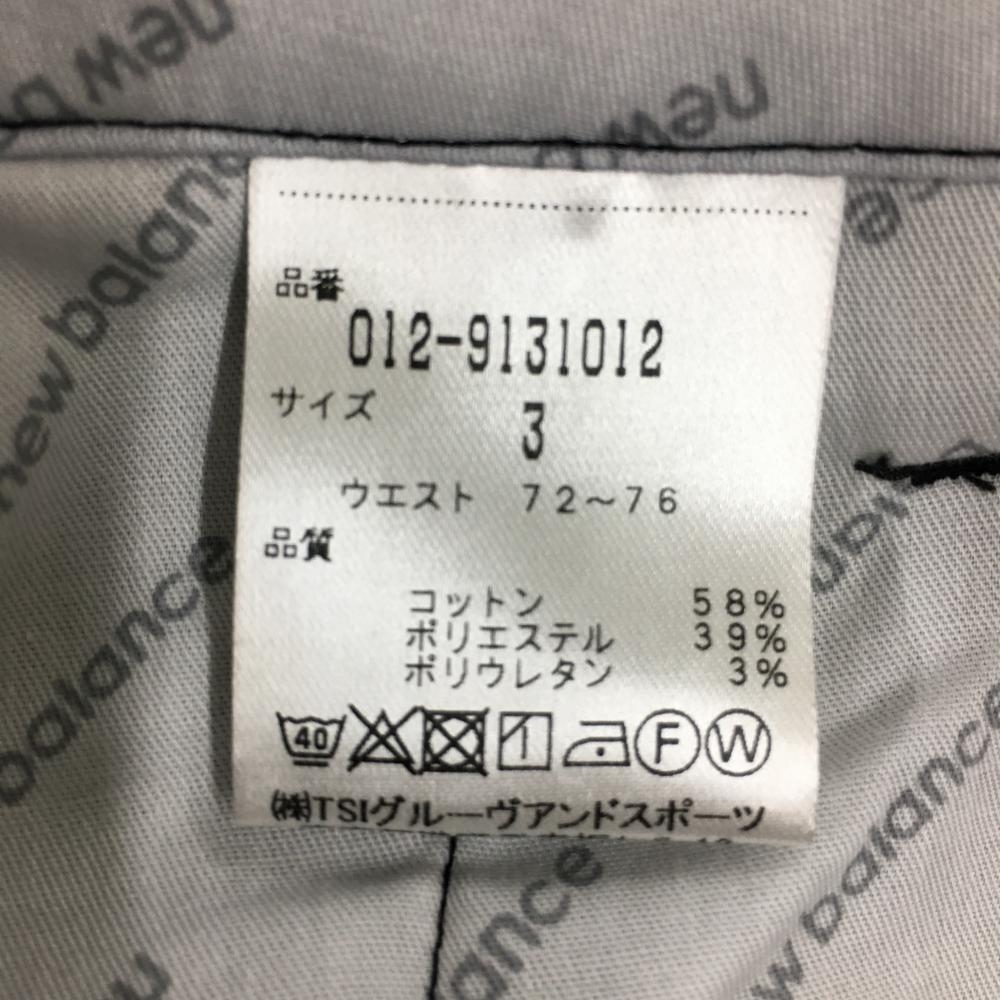 new balance
new
new balance
balance
品番
012-9131012
サイズ 3
ウエスト 72～76
品質
コットン 58%
ポリエステル 39%
ポリウレタン 3%
40 F W
㈱TSIグルーヴアンドスポーツ
balance
new balance